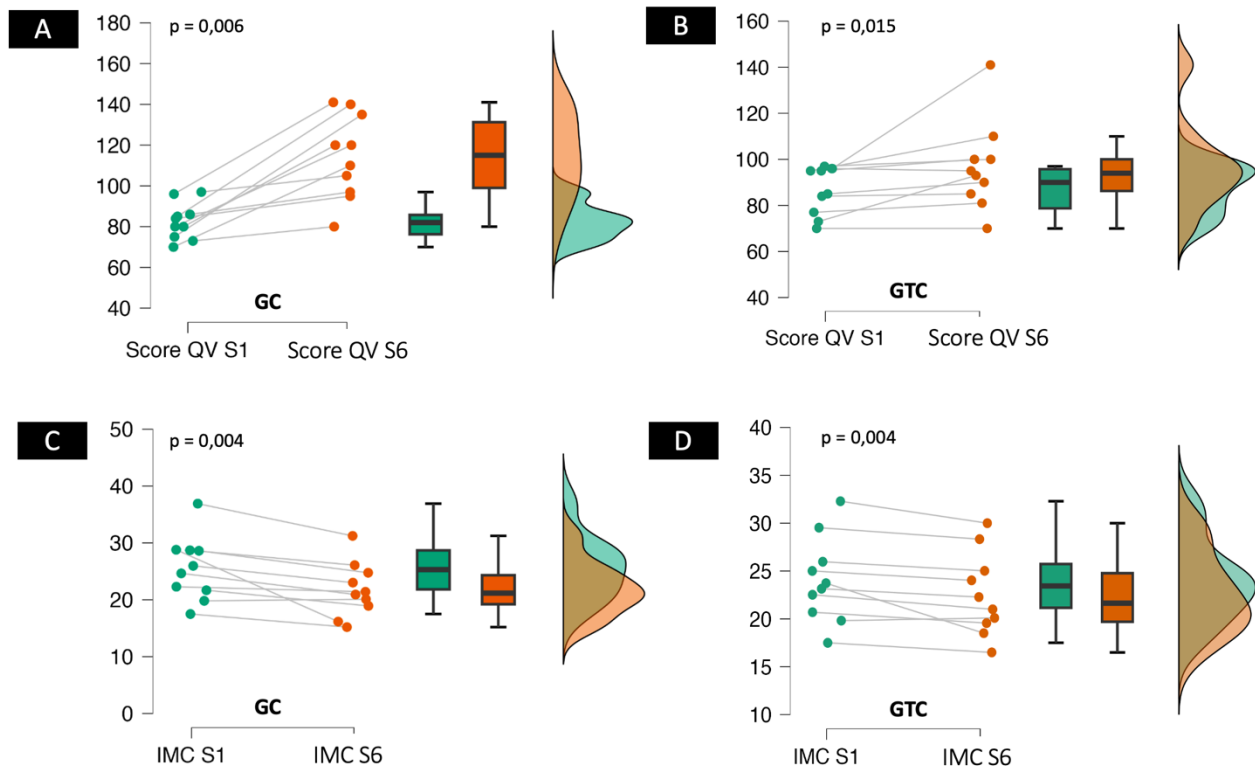 A
p = 0,006
180
160
140
120
100
80
60
40
GC
Score QV S1
Score QV S6
B
p = 0,015
160
140
120
100
80
60
40
GTC
Score QV S1
Score QV S6
C
p = 0,004
50
40
30
20
10
0
GC
IMC S1
IMC S6
D
p = 0,004
40
35
30
25
20
15
10
GTC
IMC S1
IMC S6